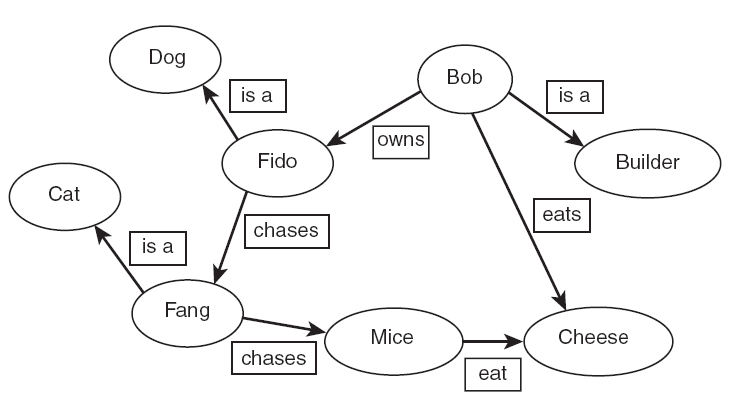 Dog
Bob
is a
is a
owns
Fido
Builder
Cat
eats
chases
is a
Fang
Mice
Cheese
chases
eat